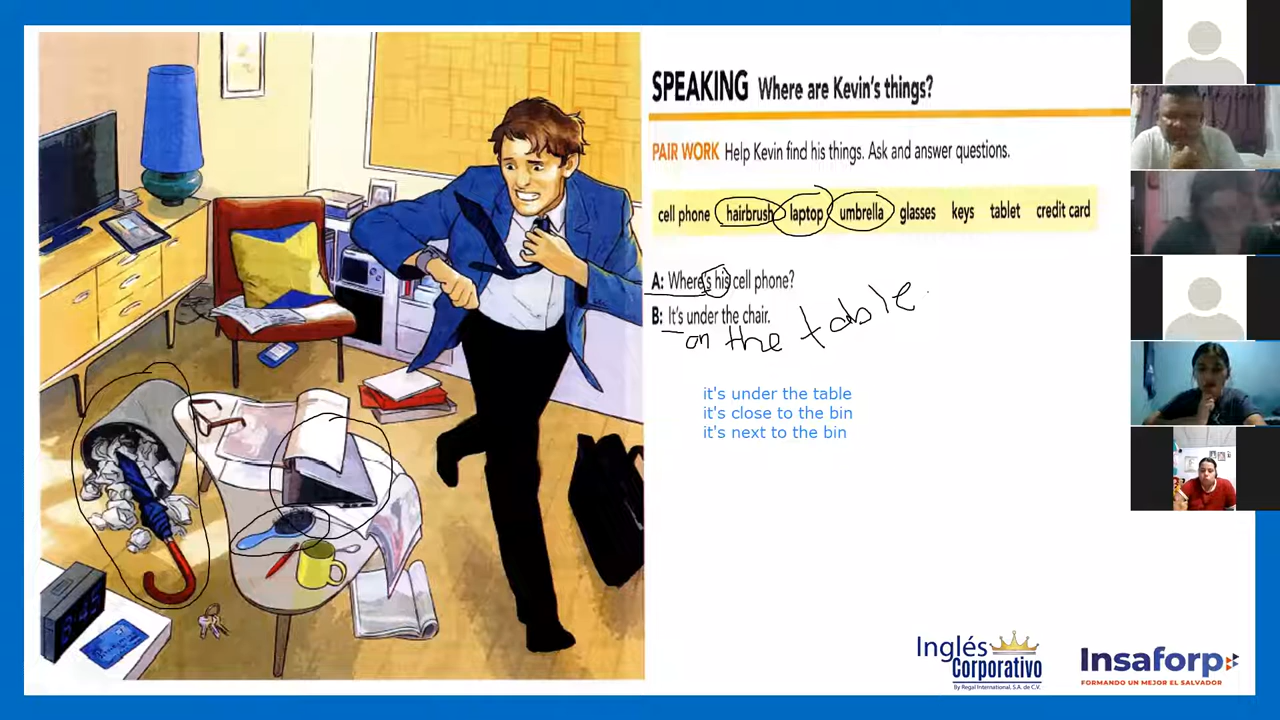 SPEAKING Where are Kevin's things?
PAIR WORK Help Kevin find his things. Ask and answer questions.
cell phone hairbrush laptop umbrella glasses keys tablet credit card
A: Where's his cell phone?
B: It's under the chair.
on the table
it's under the table
it's close to the bin
it's next to the bin
8:45
Inglés
Corporativo
By Regal International, S.A. de C.V.
Insaforp
FORMANDO UN MEJOR EL SALVADOR